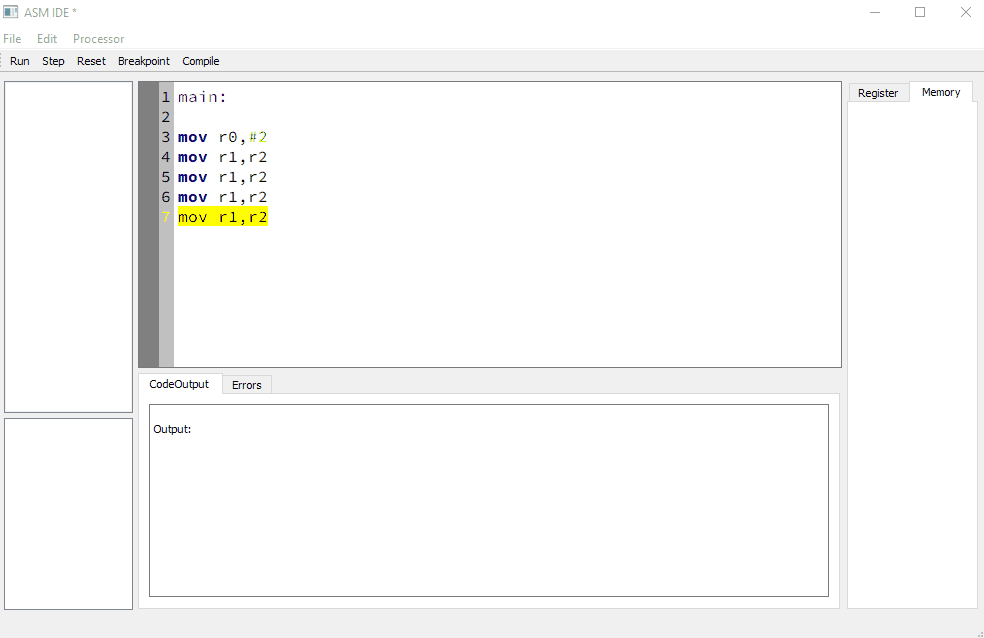 ASM IDE *
File Edit Processor
Run Step Reset Breakpoint Compile
1 main:
2
3 mov r0,#2
4 mov r1,r2
5 mov r1,r2
6 mov r1,r2
7 mov r1,r2
Register Memory
CodeOutput Errors
Output: